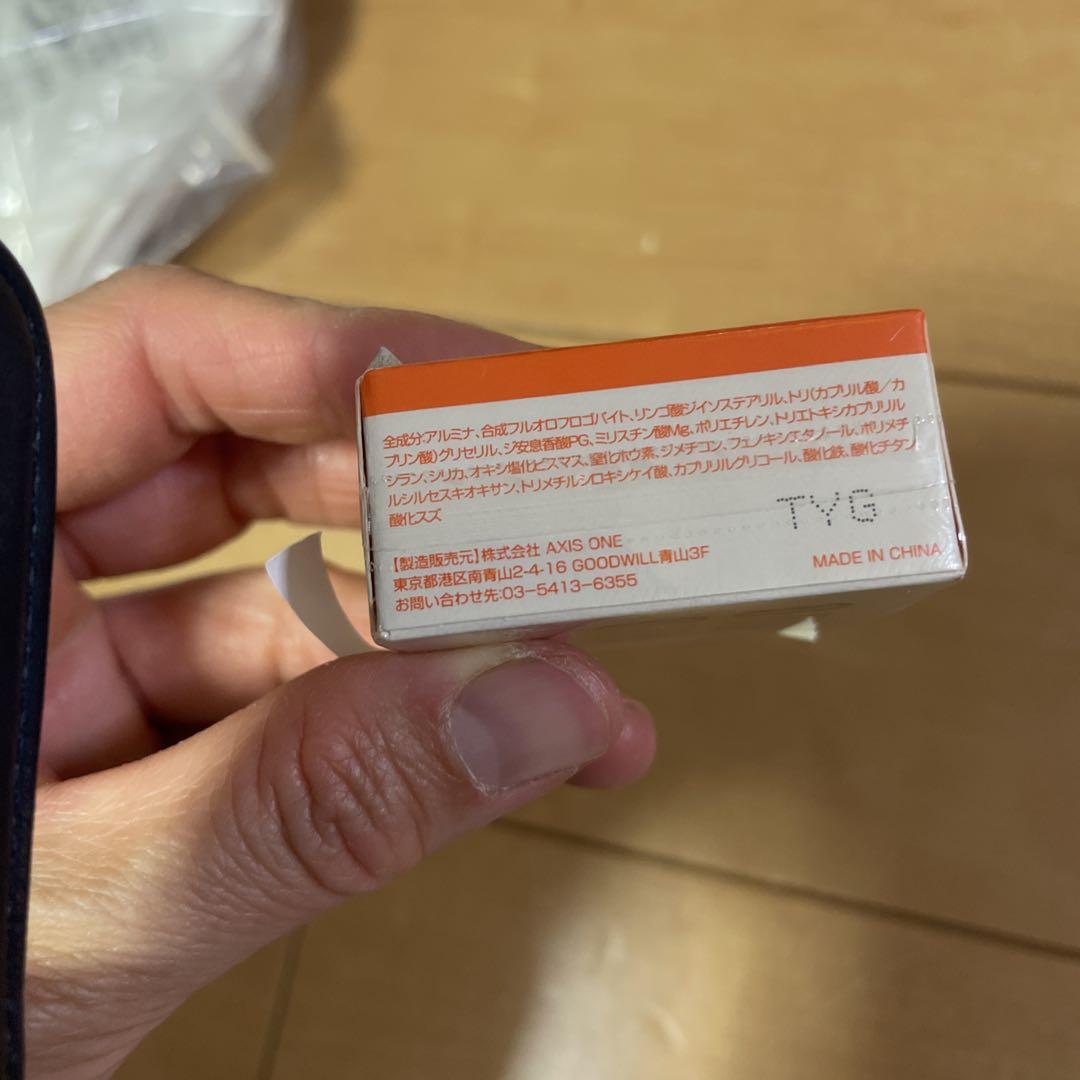 全成分:アルミナ、合成フルオロフロゴパイト、リンゴ酸ジイソステアリル、トリ(カプリル酸/カ
プリン酸)グリセリル、ジ安息香酸PG、ミリスチン酸Mg、ポリエチレン、トリエトキシカプリリル
シラン、シリカ、オキシ塩化ビスマス、窒化ホウ素、ジメチコン、フェノキシエタノール、ポリメチ
ルシルセスキオキサン、トリメチルシロキシケイ酸、カプリリルグリコール、酸化鉄、酸化チタン
酸化スズ
TYG
【製造販売元】株式会社 AXIS ONE
東京都港区南青山2-4-16 GOODWILL青山3F
お問い合わせ先:03-5413-6355
MADE IN CHINA